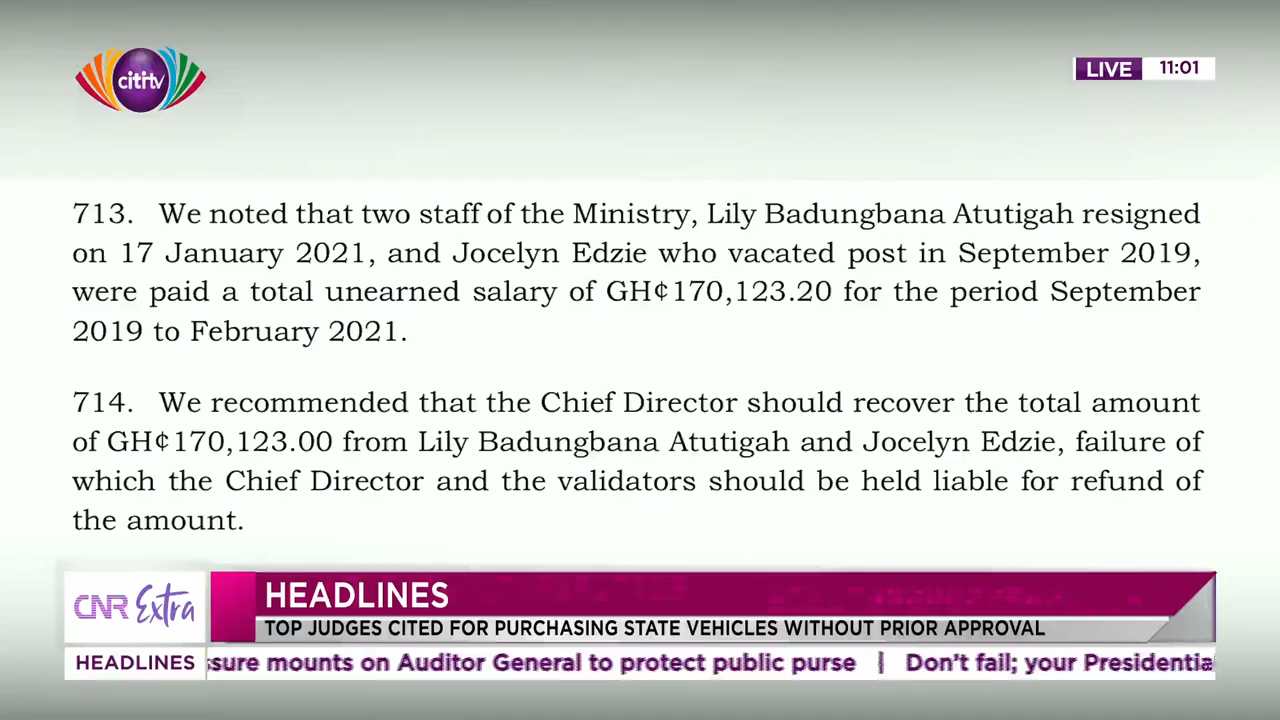 citi tv
LIVE 11:01
713. We noted that two staff of the Ministry, Lily Badungbana Atutigah resigned
on 17 January 2021, and Jocelyn Edzie who vacated post in September 2019,
were paid a total unearned salary of GH¢170,123.20 for the period September
2019 to February 2021.
714. We recommended that the Chief Director should recover the total amount
of GH¢170,123.00 from Lily Badungbana Atutigah and Jocelyn Edzie, failure of
which the Chief Director and the validators should be held liable for refund of
the amount.
CNR Extra
HEADLINES
TOP JUDGES CITED FOR PURCHASING STATE VEHICLES WITHOUT PRIOR APPROVAL
HEADLINES ssure mounts on Auditor General to protect public purse | Don't fail; your Presidentia